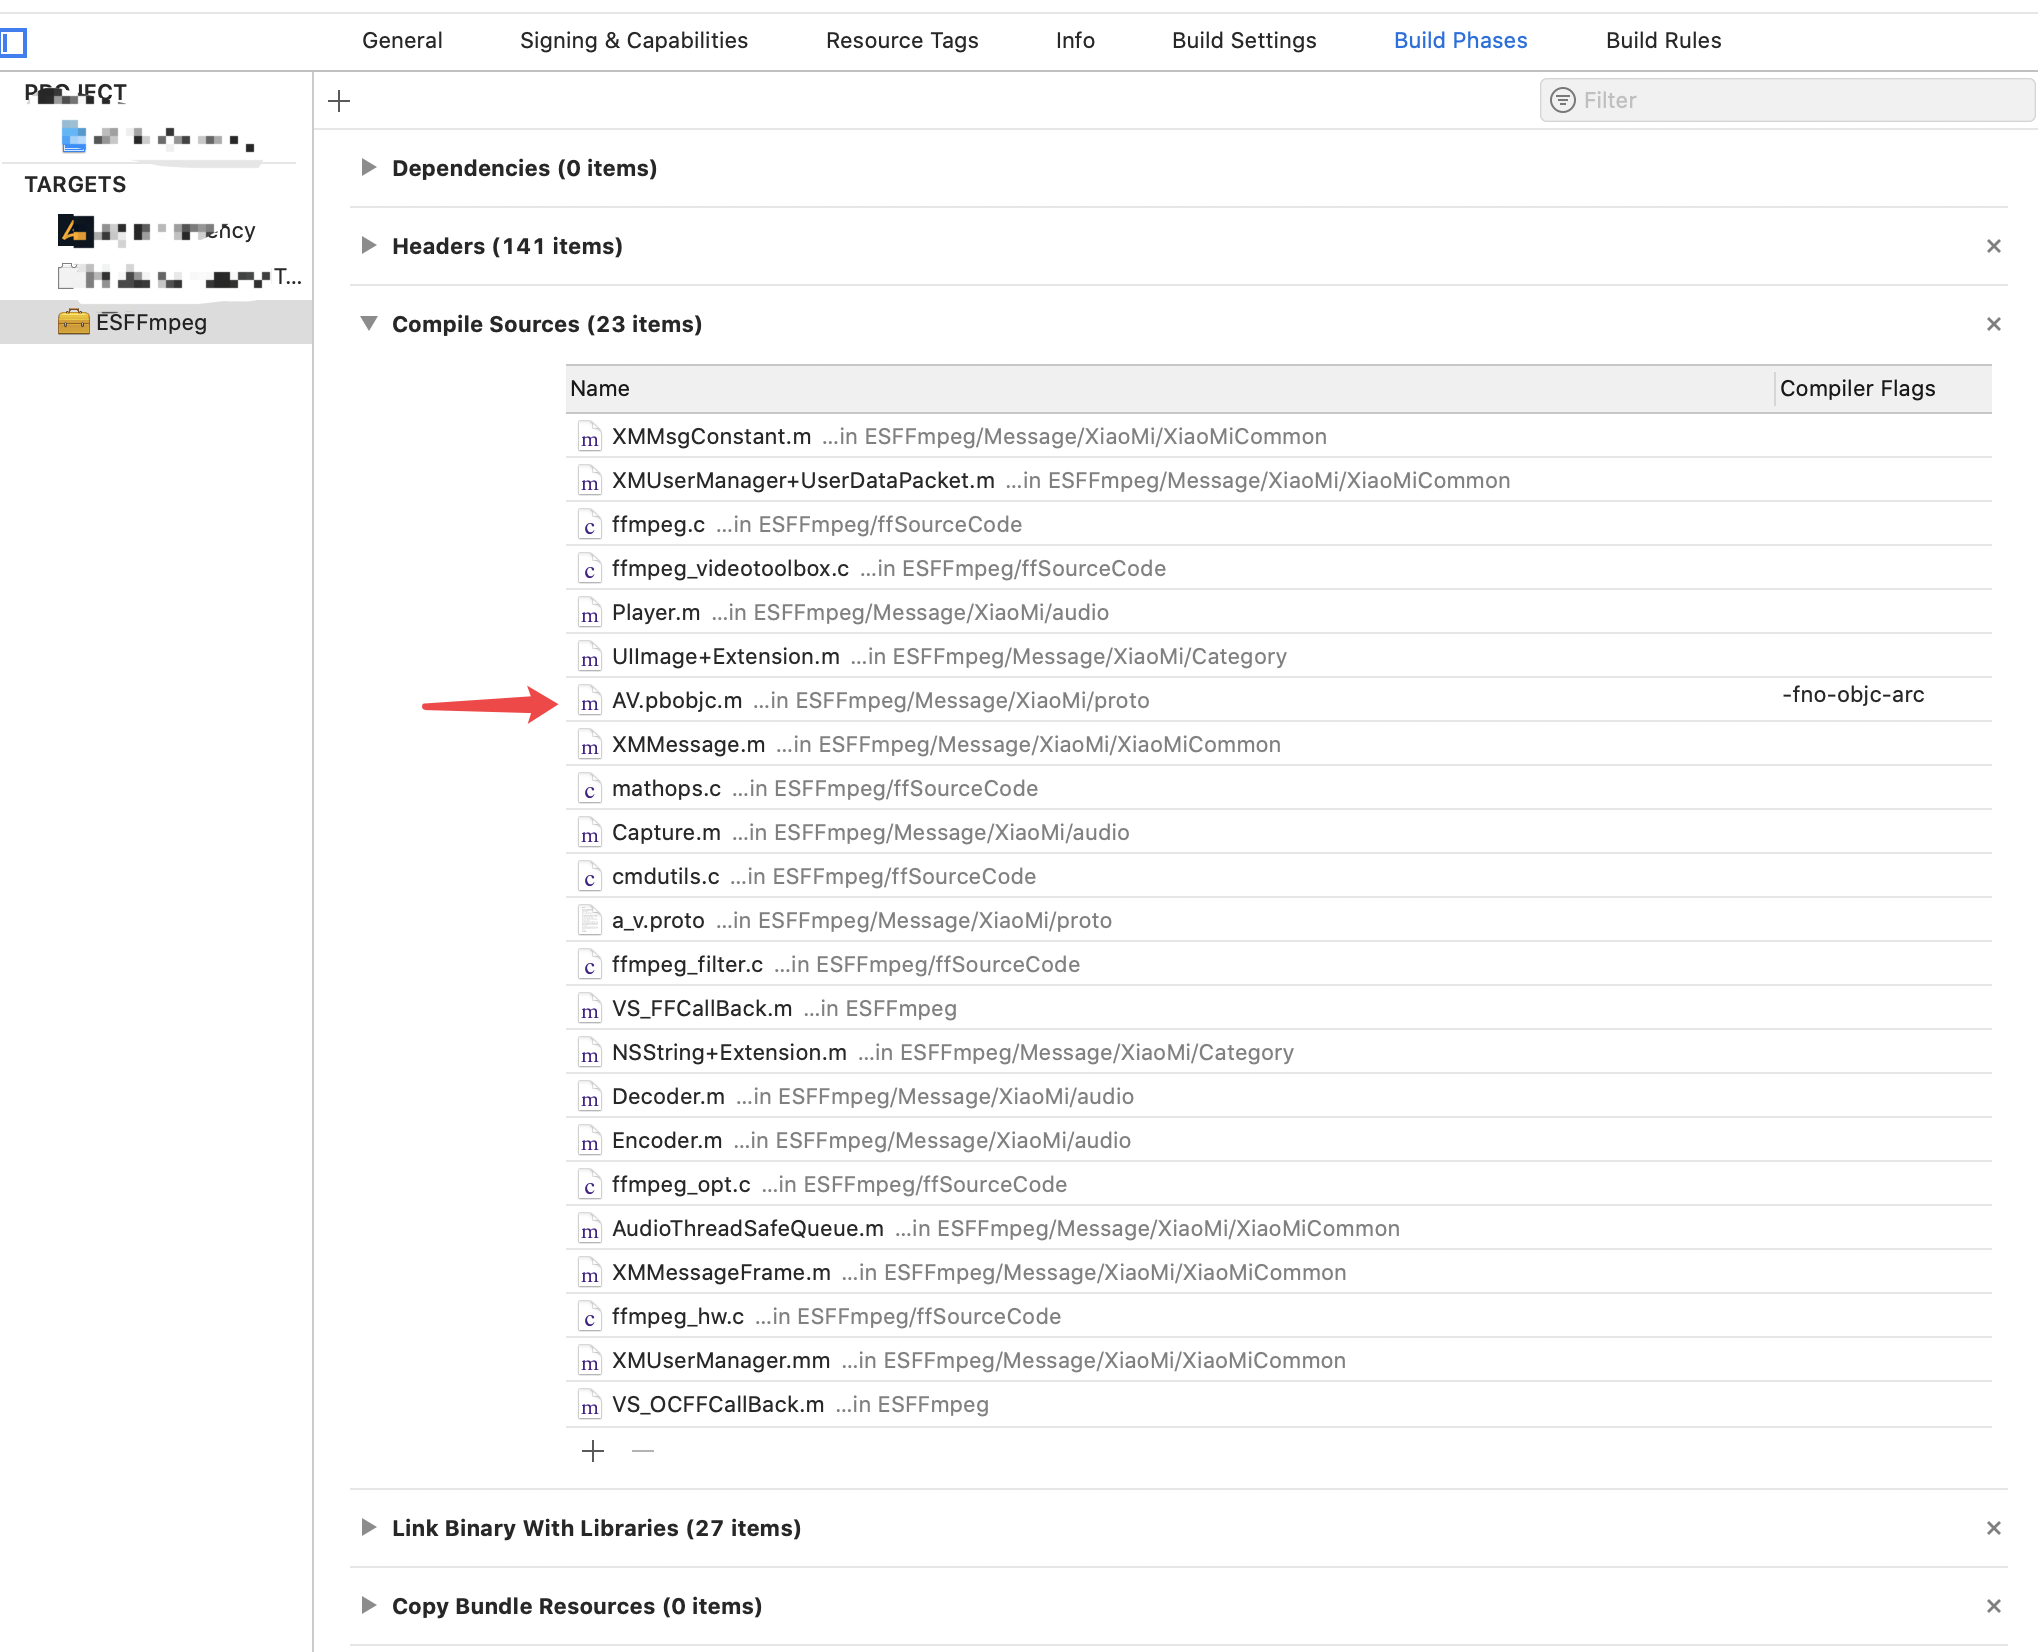 General Signing & Capabilities Resource Tags Info Build Settings Build Phases Build Rules
PROJECT
Filter
TARGETS
ency
T...
ESFFmpeg
Dependencies (0 items)
Headers (141 items)
Compile Sources (23 items)
Name Compiler Flags
m XMMsgConstant.m ...in ESFFmpeg/Message/XiaoMi/XiaoMiCommon
m XMUserManager+UserDataPacket.m ...in ESFFmpeg/Message/XiaoMi/XiaoMiCommon
c ffmpeg.c ...in ESFFmpeg/ffSourceCode
c ffmpeg_videotoolbox.c ...in ESFFmpeg/ffSourceCode
m Player.m ...in ESFFmpeg/Message/XiaoMi/audio
m UIImage+Extension.m ...in ESFFmpeg/Message/XiaoMi/Category
m AV.pbobjc.m ...in ESFFmpeg/Message/XiaoMi/proto -fno-objc-arc
m XMMessage.m ...in ESFFmpeg/Message/XiaoMi/XiaoMiCommon
c mathops.c ...in ESFFmpeg/ffSourceCode
m Capture.m ...in ESFFmpeg/Message/XiaoMi/audio
c cmdutils.c ...in ESFFmpeg/ffSourceCode
a_v.proto ...in ESFFmpeg/Message/XiaoMi/proto
c ffmpeg_filter.c ...in ESFFmpeg/ffSourceCode
m VS_FFCallBack.m ...in ESFFmpeg
m NSString+Extension.m ...in ESFFmpeg/Message/XiaoMi/Category
m Decoder.m ...in ESFFmpeg/Message/XiaoMi/audio
m Encoder.m ...in ESFFmpeg/Message/XiaoMi/audio
c ffmpeg_opt.c ...in ESFFmpeg/ffSourceCode
m AudioThreadSafeQueue.m ...in ESFFmpeg/Message/XiaoMi/XiaoMiCommon
m XMMessageFrame.m ...in ESFFmpeg/Message/XiaoMi/XiaoMiCommon
c ffmpeg_hw.c ...in ESFFmpeg/ffSourceCode
m XMUserManager.mm ...in ESFFmpeg/Message/XiaoMi/XiaoMiCommon
m VS_OCFFCallBack.m ...in ESFFmpeg
Link Binary With Libraries (27 items)
Copy Bundle Resources (0 items)